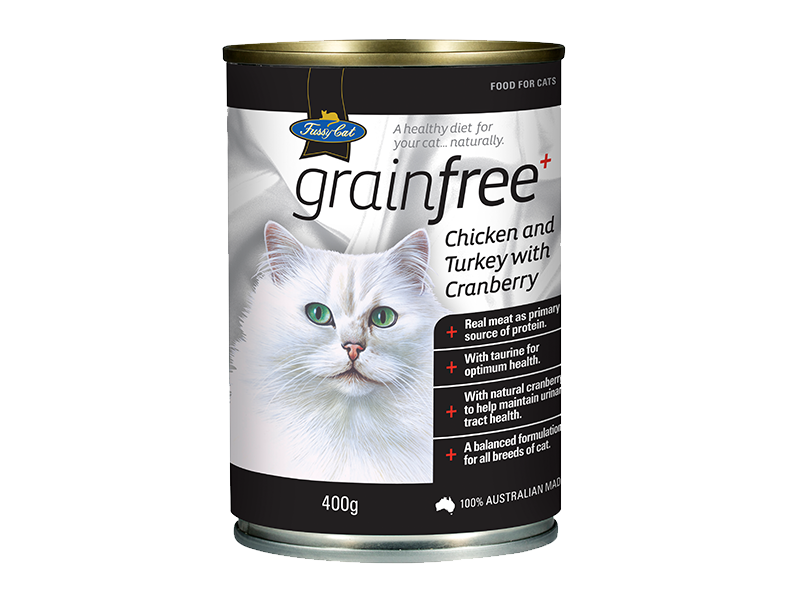 FOOD FOR CATS
Fussy Cat
A healthy diet for
your cat... naturally.
grainfree+
Chicken and
Turkey with
Cranberry
+ Real meat as primary
source of protein.
+ With taurine for
optimum health.
+ With natural cranberry
to help maintain urinar
tract health.
+ A balanced formulation
for all breeds of cat.
400g
100% AUSTRALIAN MAD